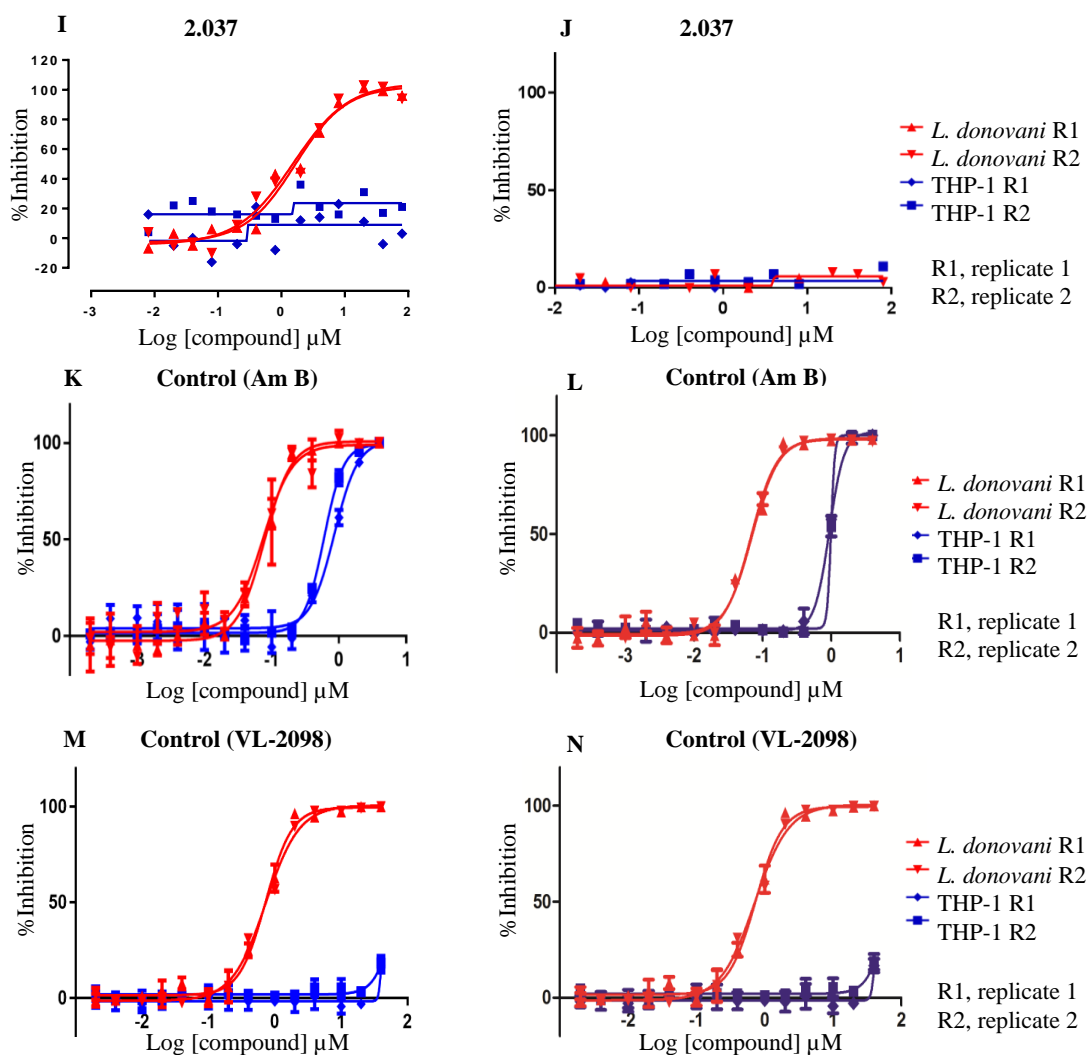 I 2.037
120
100
80
60
40
20
0
20
%Inhibition
-3 -2 -1 0 1 2
Log [compound] µM
J 2.037
100
50
0
%Inhibition
-2 -1 0 1 2
Log [compound] µM
L. donovani R1
L. donovani R2
THP-1 R1
THP-1 R2
R1, replicate 1
R2, replicate 2
K Control (Am B)
100
50
0
%Inhibition
-3 -2 -1 0 1
Log [compound] µM
L Control (Am B)
100
50
0
%Inhibition
-3 -2 -1 0 1
Log [compound] µM
L. donovani R1
L. donovani R2
THP-1 R1
THP-1 R2
R1, replicate 1
R2, replicate 2
M Control (VL-2098)
100
50
0
%Inhibition
-2 -1 0 1 2
Log [compound] µM
N Control (VL-2098)
100
50
0
%Inhibition
-2 -1 0 1 2
Log [compound] µM
L. donovani R1
L. donovani R2
THP-1 R1
THP-1 R2
R1, replicate 1
R2, replicate 2